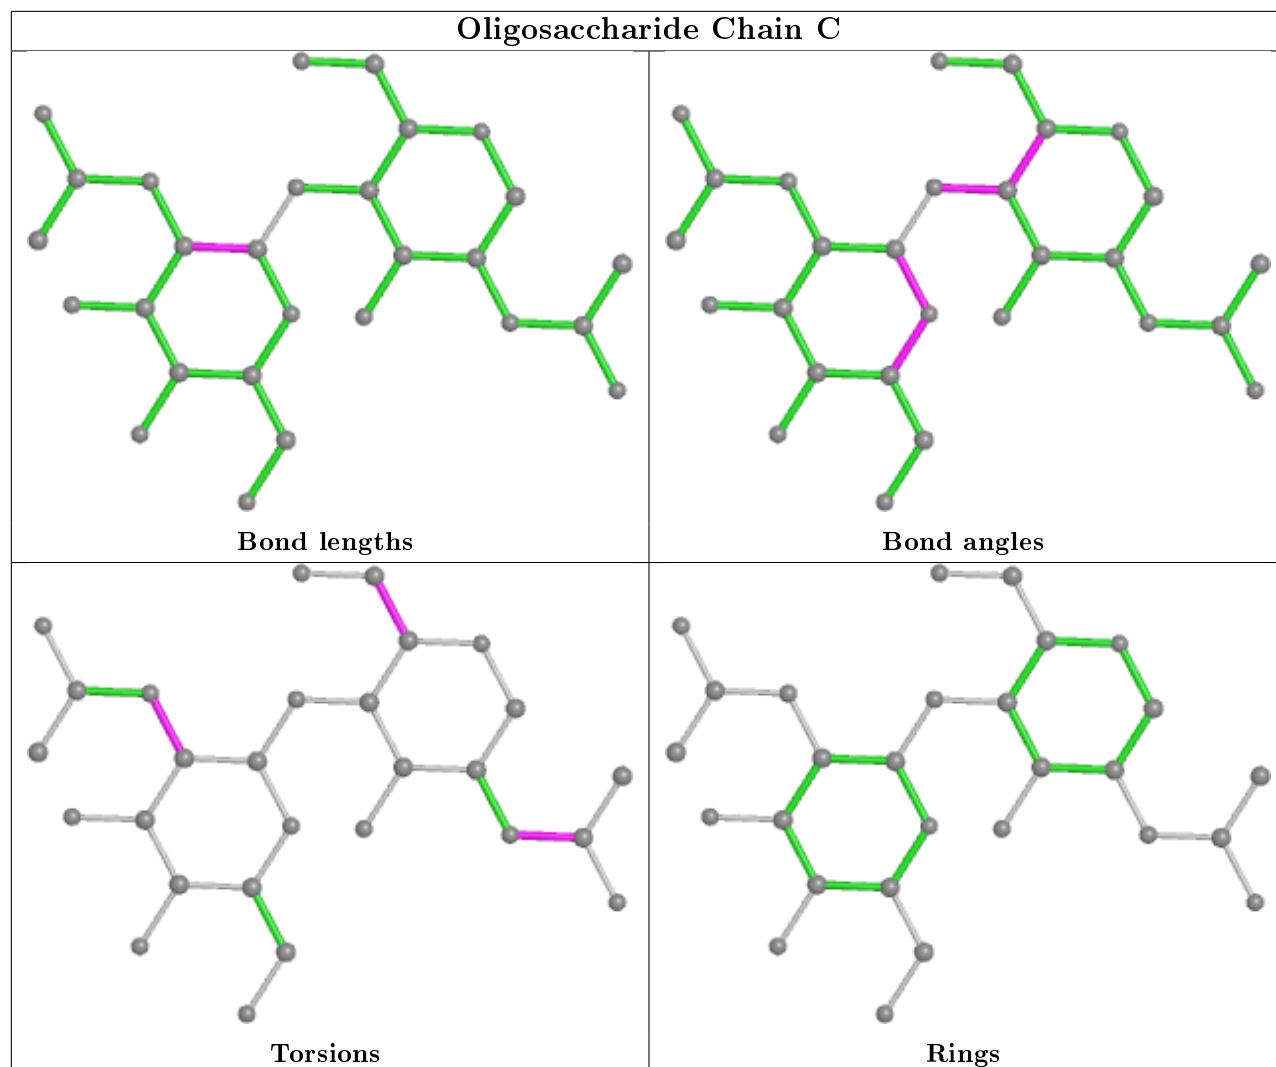 Oligosaccharide Chain C
Bond lengths
Bond angles
Torsions
Rings